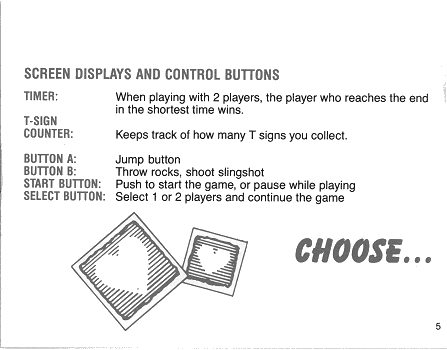 SCREEN DISPLAYS AND CONTROL BUTTONS
TIMER: When playing with 2 players, the player who reaches the end
in the shortest time wins.
T-SIGN
COUNTER: Keeps track of how many T signs you collect.
BUTTON A: Jump button
BUTTON B: Throw rocks, shoot slingshot
START BUTTON: Push to start the game, or pause while playing
SELECT BUTTON: Select 1 or 2 players and continue the game
CHOOSE...
5